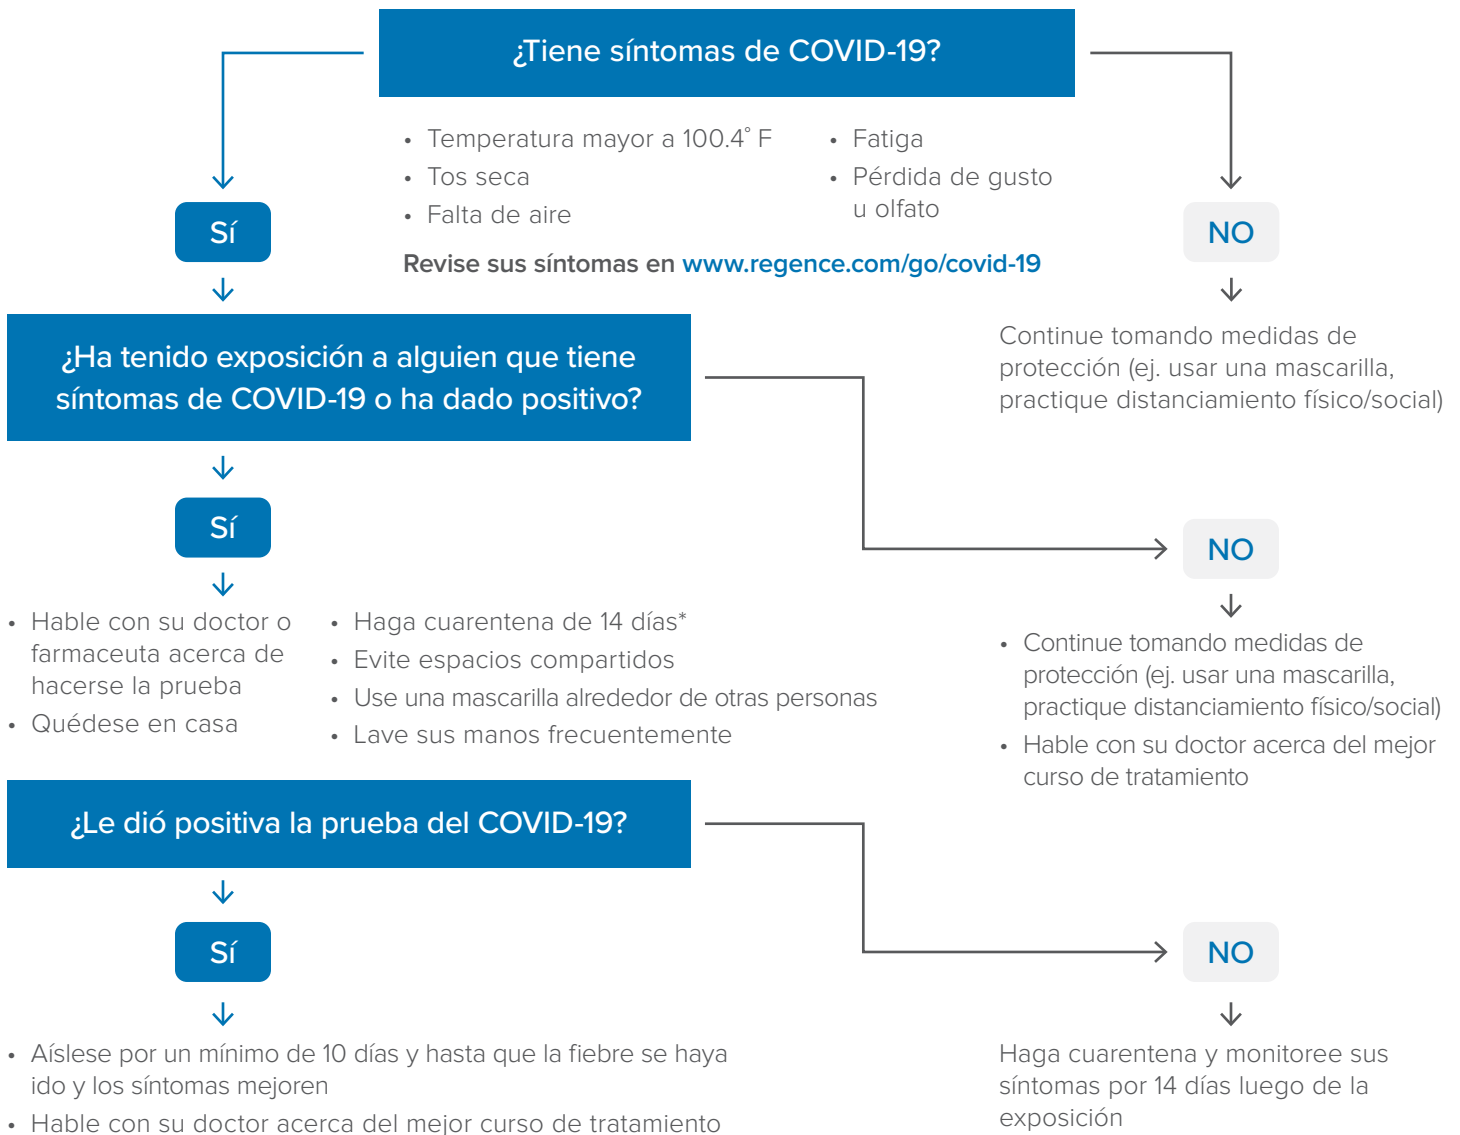 ¿Tiene síntomas de COVID-19?
• Temperatura mayor a 100.4° F
• Tos seca
• Falta de aire
• Fatiga
• Pérdida de gusto
u olfato
Revise sus síntomas en www.regence.com/go/covid-19
Sí
NO
Continue tomando medidas de
protección (ej. usar una mascarilla,
practique distanciamiento físico/social)
¿Ha tenido exposición a alguien que tiene
síntomas de COVID-19 o ha dado positivo?
Sí
NO
• Hable con su doctor o
farmaceuta acerca de
hacerse la prueba
• Quédese en casa
• Haga cuarentena de 14 días*
• Evite espacios compartidos
• Use una mascarilla alrededor de otras personas
• Lave sus manos frecuentemente
• Continue tomando medidas de
protección (ej. usar una mascarilla,
practique distanciamiento físico/social)
• Hable con su doctor acerca del mejor
curso de tratamiento
¿Le dió positiva la prueba del COVID-19?
Sí
NO
• Aíslese por un mínimo de 10 días y hasta que la fiebre se haya
ido y los síntomas mejoren
• Hable con su doctor acerca del mejor curso de tratamiento
Haga cuarentena y monitoree sus
síntomas por 14 días luego de la
exposición